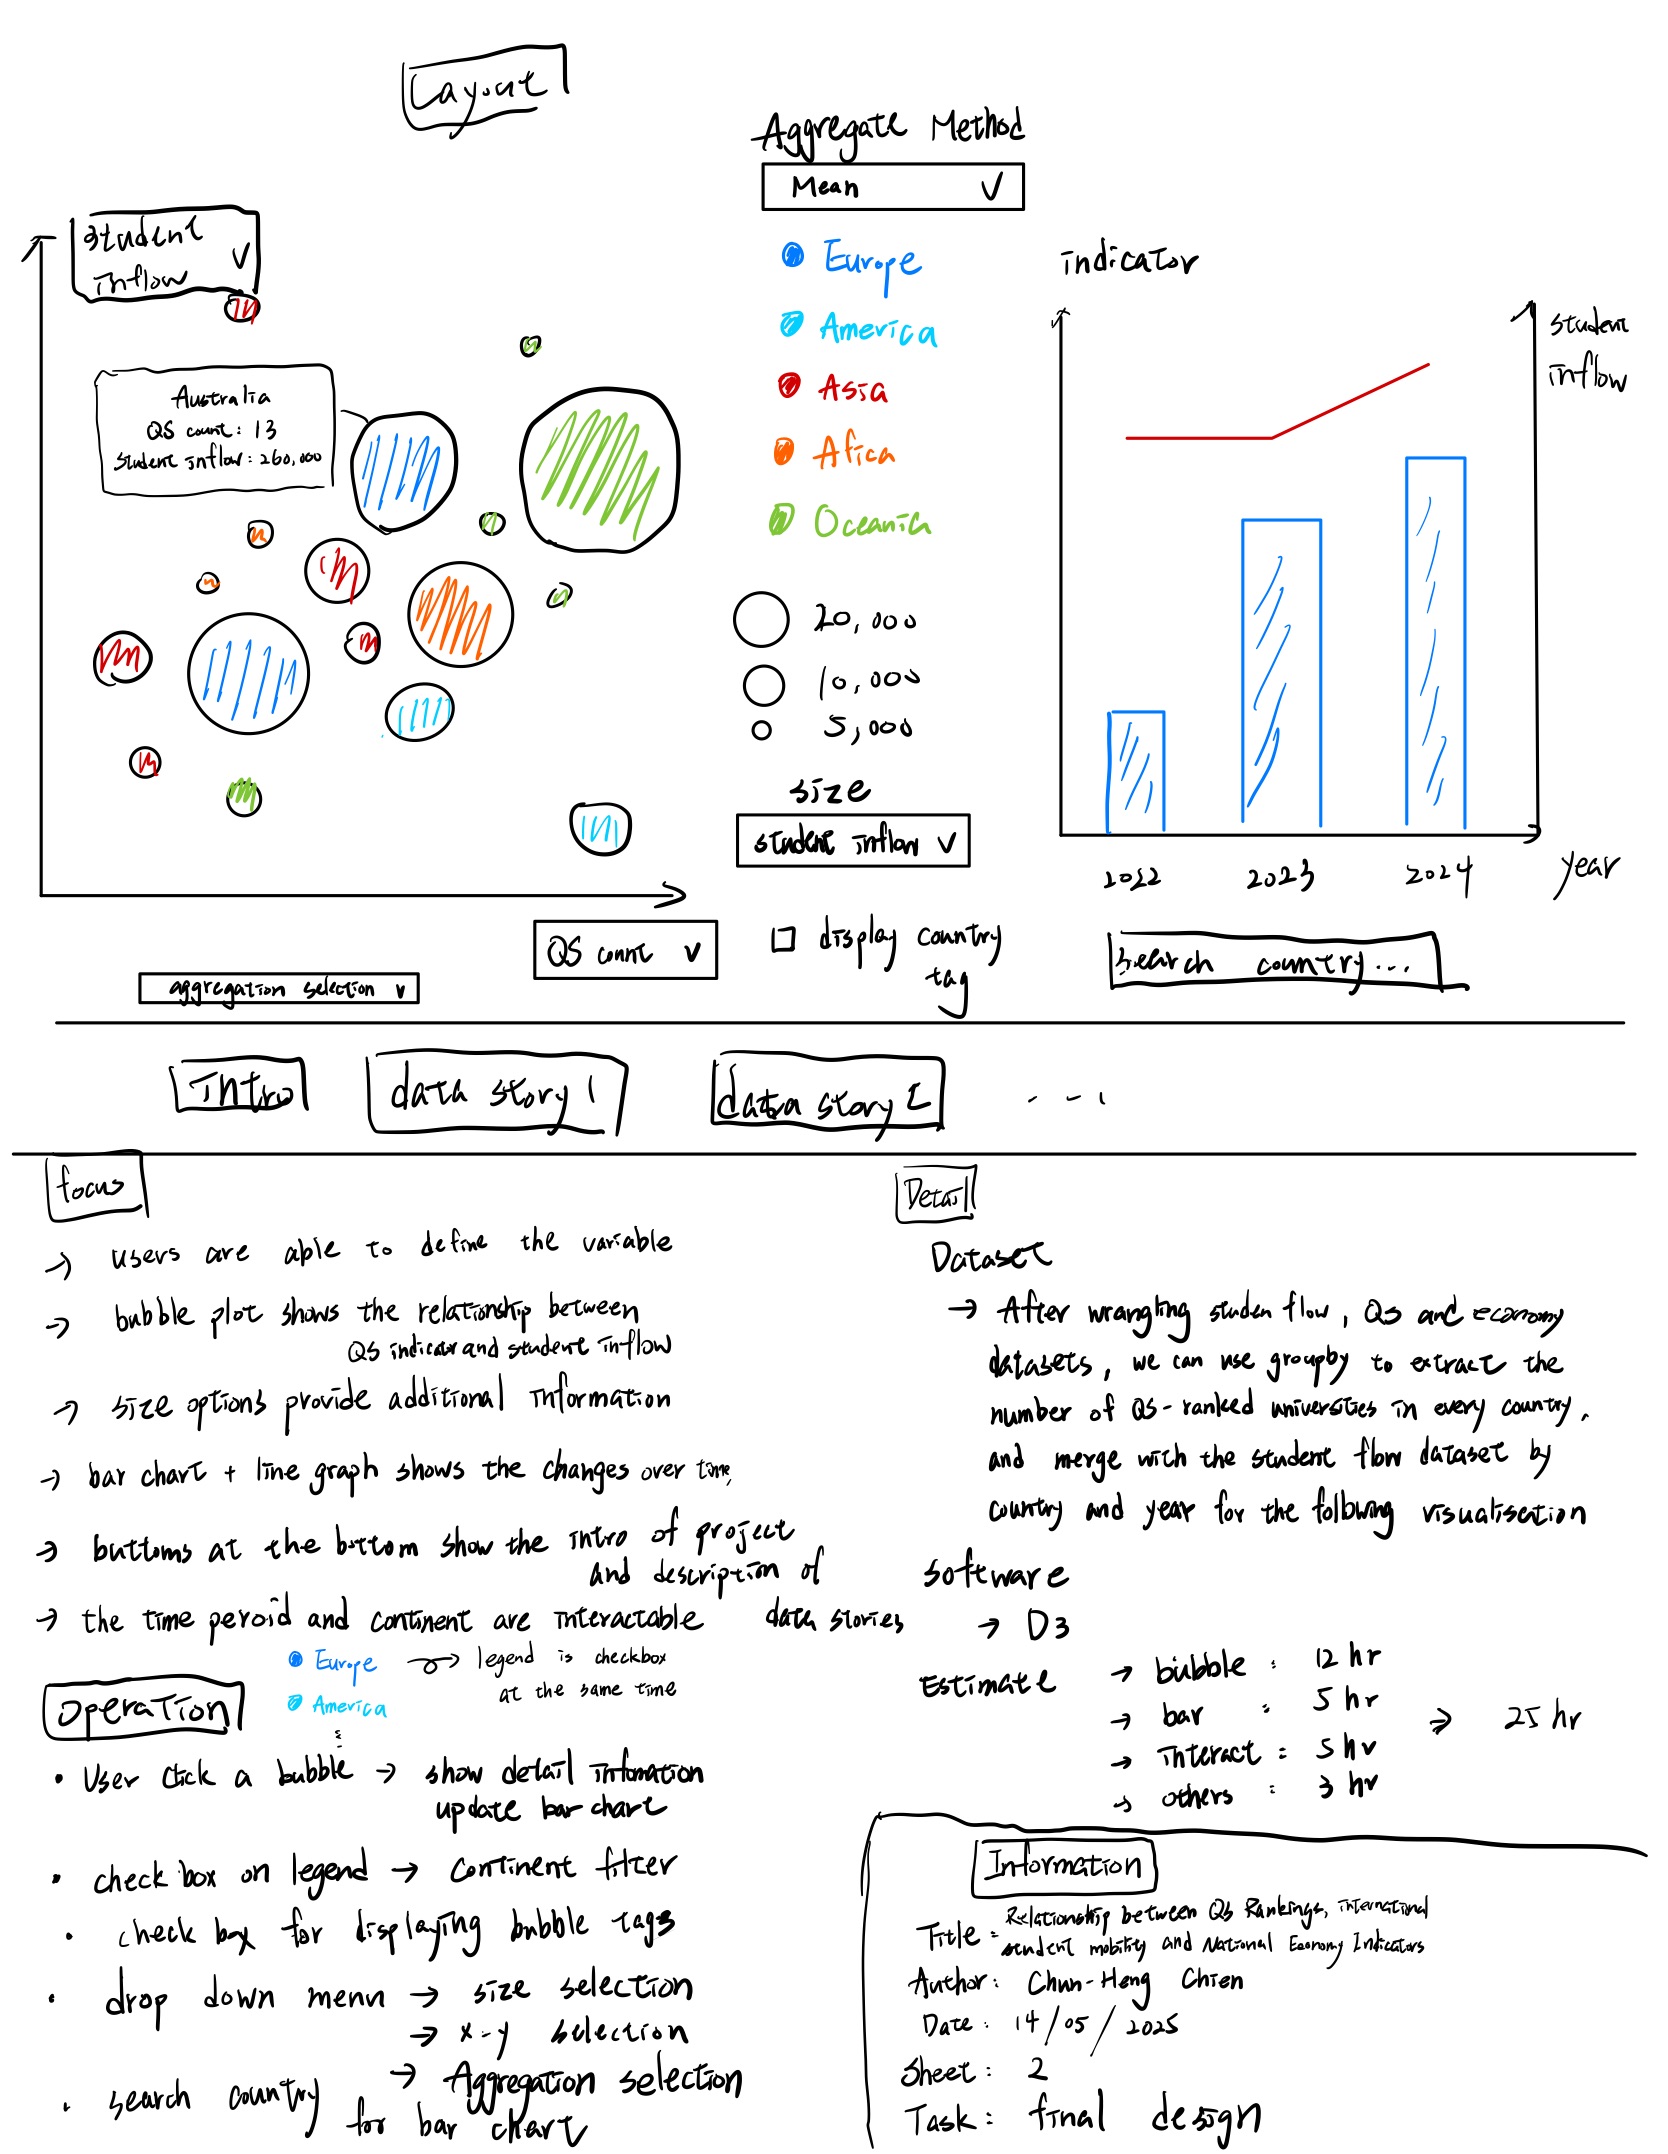 Layout
Aggregate Method
Mean
student
inflow
Europe
America
Asia
Africa
Oceania
indicator
student
inflow
Australia
QS count: 13
student inflow: 260,000
20,000
10,000
5,000
size
student inflow
2022 2023 2024 year
QS count
display country
tag
search country...
aggregation selection
Intro data story 1 data story 2 ...
focus
→ users are able to define the variable
→ bubble plot shows the relationship between
QS indicator and student inflow
→ size options provide additional information
→ bar chart + line graph shows the changes over time,
→ buttoms at the bottom show the intro of project
and description of
data stories
→ the time peroid and continent are interactable
Europe → legend is checkbox
at the same time
America
Operation
• User click a bubble → show detail infomation
update bar chart
• check box on legend → continent filter
• check box for displaying bubble tags
• drop down menu → size selection
→ x-y selection
→ Aggregation selection
• search country
for bar chart
Detail
Dataset
→ After wrangling studen flow, QS and economy
datasets, we can use groupby to extract the
number of QS-ranked universities in every country,
and merge with the student flow dataset by
country and year for the following visualisation
software
→ D3
Estimate → bubble : 12 hr
→ bar : 5 hr → 25 hr
→ interact : 5 hr
→ others : 3 hr
Information
Title: Relationship between QS Rankings, international
student mobility and National Economy Indicators
Author: Chun-Heng Chien
Date: 14/05/2025
Sheet: 2
Task: final design